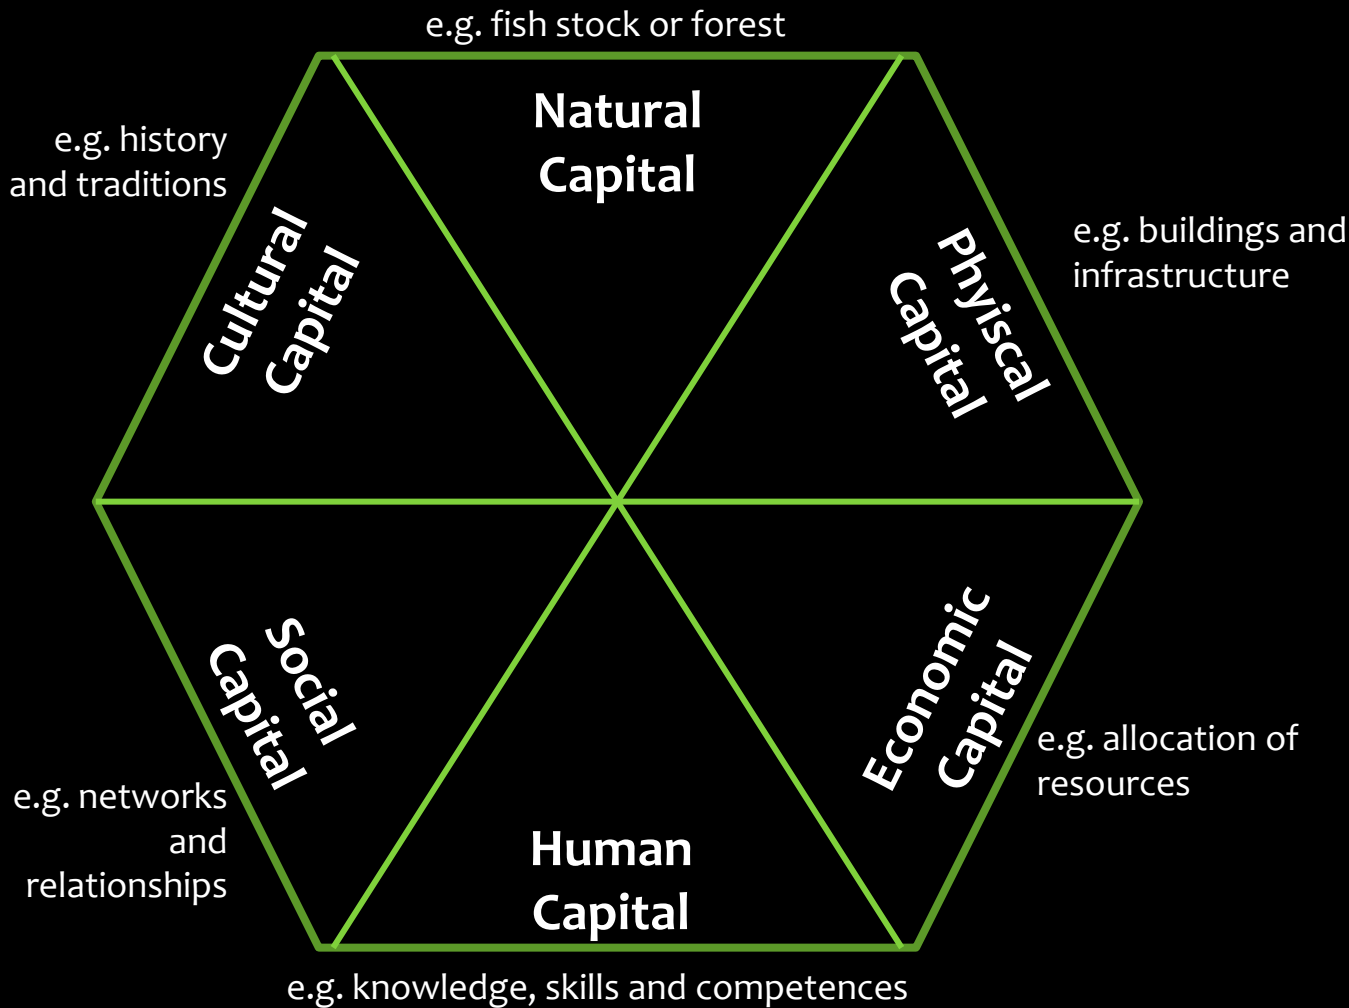 e.g. fish stock or forest
Natural
Capital
e.g. history
and traditions
Cultural
Capital
Phyiscal
Capital
e.g. buildings and
infrastructure
Social
Capital
e.g. networks
and
relationships
Economic
Capital
e.g. allocation of
resources
Human
Capital
e.g. knowledge, skills and competences